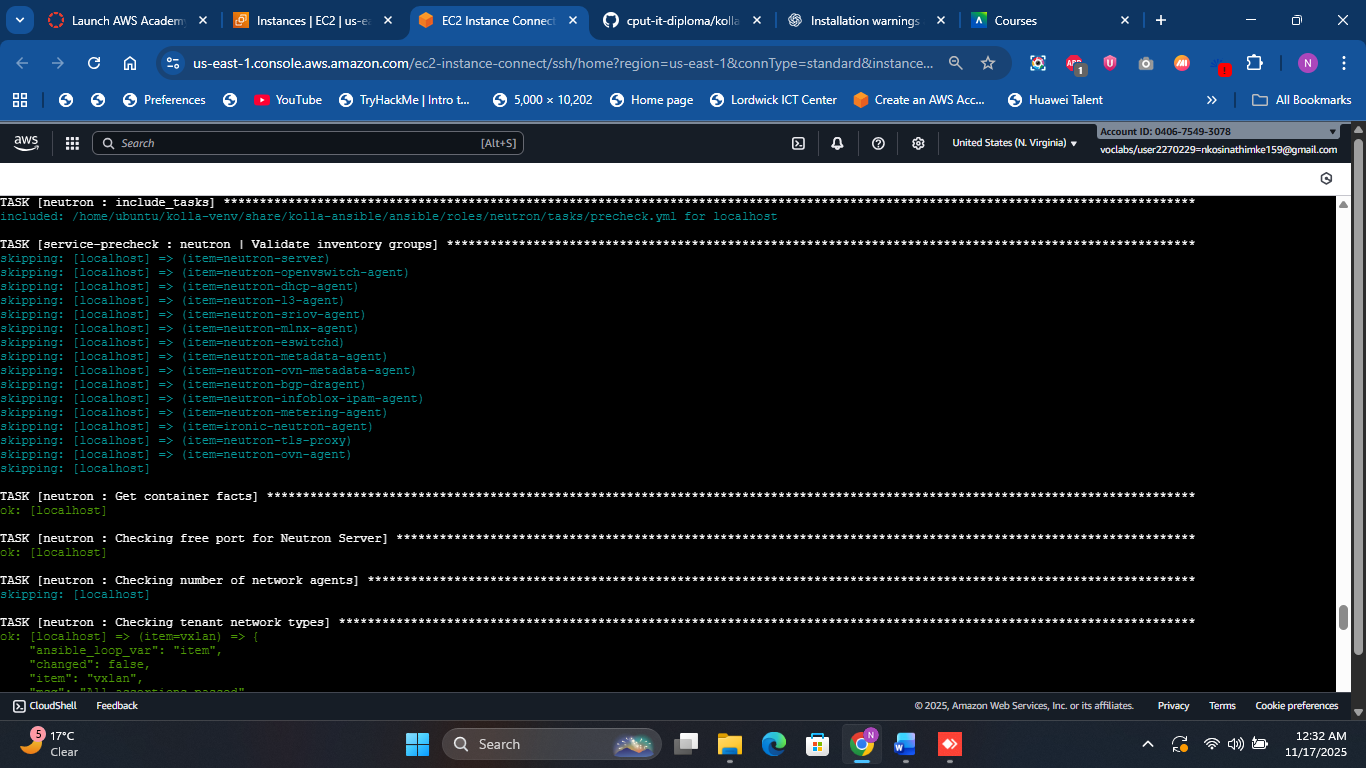 Launch AWS Academy
Instances | EC2 | us-ea
EC2 Instance Connect
cput-it-diploma/kolla
Installation warnings
Courses
us-east-1.console.aws.amazon.com/ec2-instance-connect/ssh/home?region=us-east-1&connType=standard&instance...
1
N
Preferences
YouTube
TryHackMe | Intro t...
5,000 × 10,202
Home page
Lordwick ICT Center
Create an AWS Acc...
Huawei Talent
»
All Bookmarks
aws
Search
[Alt+S]
United States (N. Virginia)
Account ID: 0406-7549-3078
voclabs/user2270229=nkosinathimke159@gmail.com
TASK [neutron : include_tasks] ***************************************************************************************************************************************
included: /home/ubuntu/kolla-venv/share/kolla-ansible/ansible/roles/neutron/tasks/precheck.yml for localhost
TASK [service-precheck : neutron | Validate inventory groups] ********************************************************************************************************
skipping: [localhost] => (item=neutron-server)
skipping: [localhost] => (item=neutron-openvswitch-agent)
skipping: [localhost] => (item=neutron-dhcp-agent)
skipping: [localhost] => (item=neutron-l3-agent)
skipping: [localhost] => (item=neutron-sriov-agent)
skipping: [localhost] => (item=neutron-mlnx-agent)
skipping: [localhost] => (item=neutron-eswitchd)
skipping: [localhost] => (item=neutron-metadata-agent)
skipping: [localhost] => (item=neutron-ovn-metadata-agent)
skipping: [localhost] => (item=neutron-bgp-dragent)
skipping: [localhost] => (item=neutron-infoblox-ipam-agent)
skipping: [localhost] => (item=neutron-metering-agent)
skipping: [localhost] => (item=ironic-neutron-agent)
skipping: [localhost] => (item=neutron-tls-proxy)
skipping: [localhost] => (item=neutron-ovn-agent)
skipping: [localhost]
TASK [neutron : Get container facts] *********************************************************************************************************************************
ok: [localhost]
TASK [neutron : Checking free port for Neutron Server] ***************************************************************************************************************
ok: [localhost]
TASK [neutron : Checking number of network agents] *******************************************************************************************************************
skipping: [localhost]
TASK [neutron : Checking tenant network types] ***********************************************************************************************************************
ok: [localhost] => (item=vxlan) => {
"ansible_loop_var": "item",
"changed": false,
"item": "vxlan",
"msg": "All assertions passed"
CloudShell
Feedback
© 2025, Amazon Web Services, Inc. or its affiliates.
Privacy
Terms
Cookie preferences
5
17°C
Clear
Search
N
12:32 AM
11/17/2025